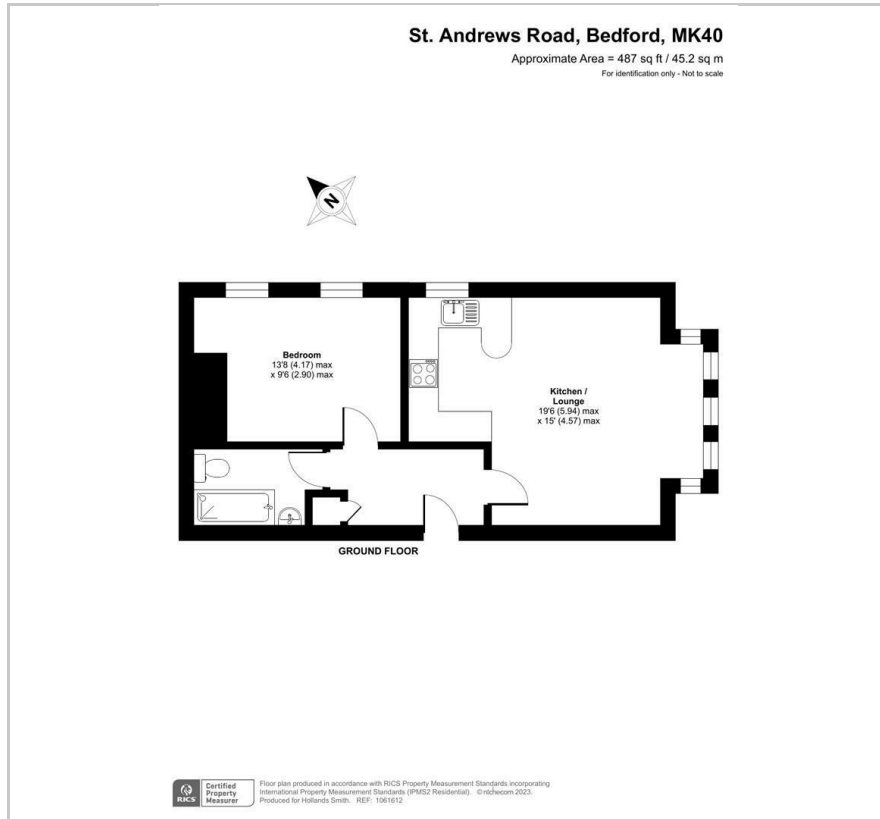 St. Andrews Road, Bedford, MK40
Approximate Area = 487 sq ft / 45.2 sq m
For identification only - Not to scale
N
Bedroom
13'8 (4.17) max
x 9'6 (2.90) max
Kitchen /
Lounge
19'6 (5.94) max
x 15' (4.57) max
GROUND FLOOR
RICS
Certified
Property
Measurer
Floor plan produced in accordance with RICS Property Measurement Standards incorporating
International Property Measurement Standards (IPMS2 Residential). © nichecom 2023.
Produced for Hollands Smith. REF: 1061612